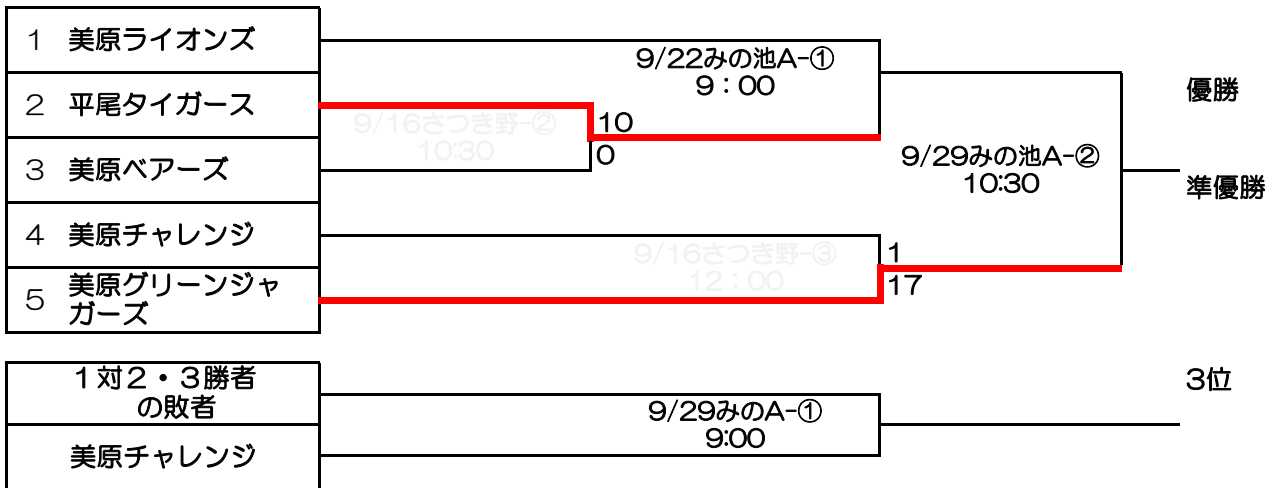 1 美原ライオンズ
9/22みの池A-①
9：00
優勝
2 平尾タイガース
9/16さつき野-②
10:30
10
0
3 美原ベアーズ
9/29みの池A-②
10:30
準優勝
4 美原チャレンジ
9/16さつき野-③
12：00
1
17
5 美原グリーンジャ
ガーズ
1対2・3勝者
の敗者
9/29みのA-①
9:00
3位
美原チャレンジ